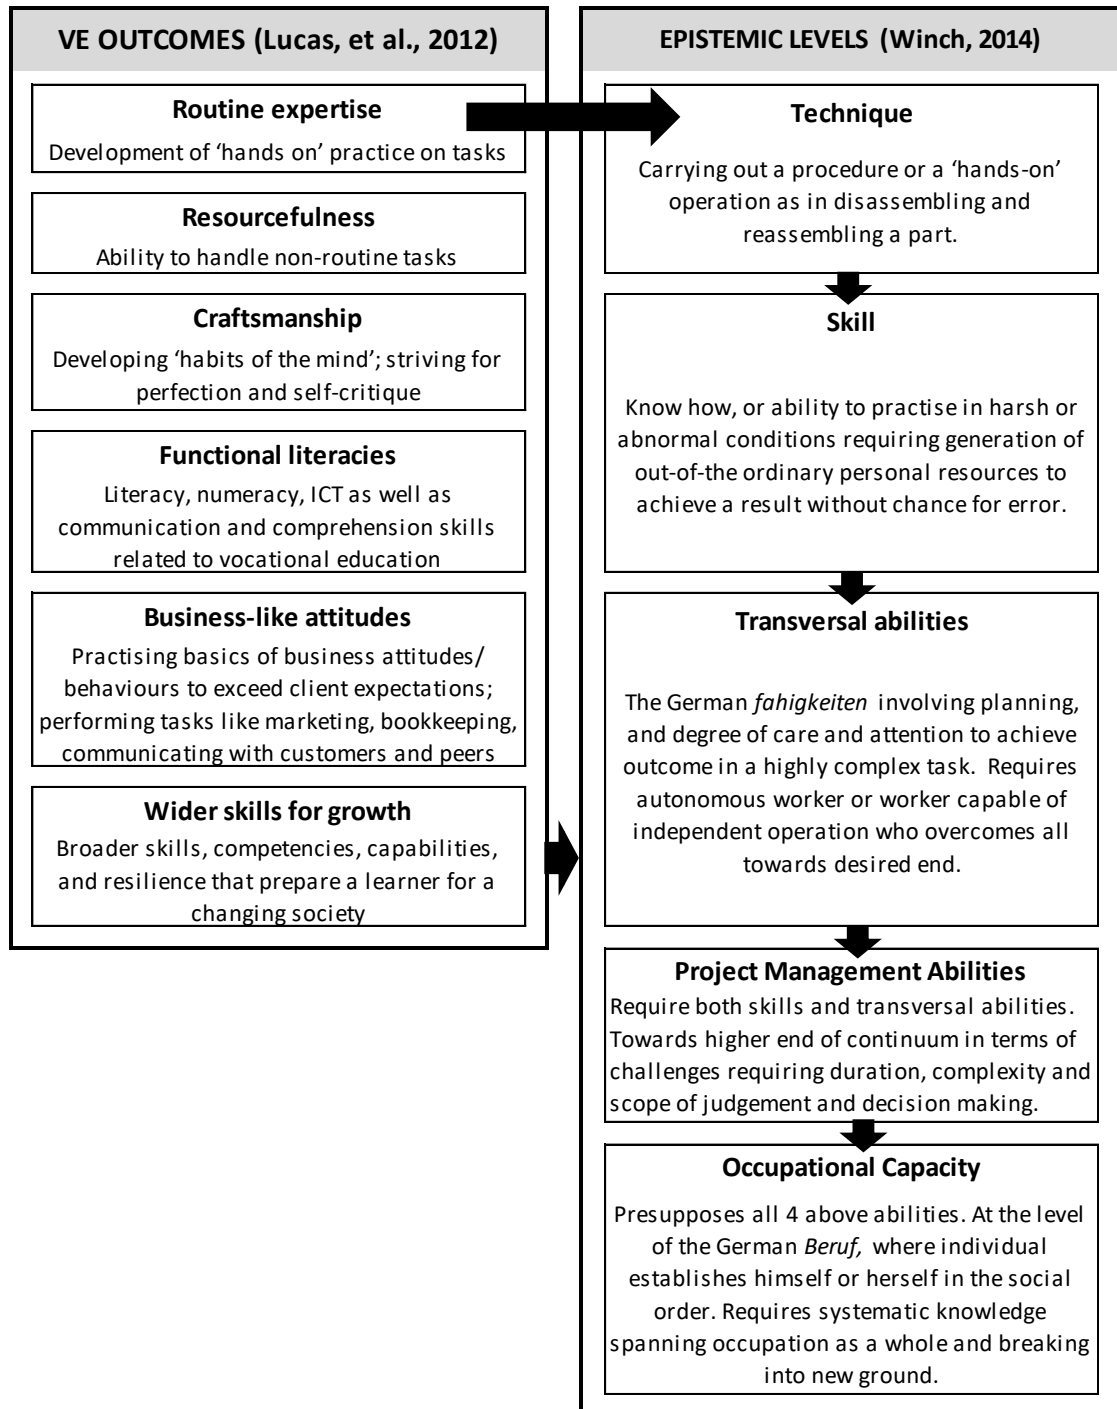 VE OUTCOMES (Lucas, et al., 2012)
Routine expertise
Development of ‘hands on’ practice on tasks
Resourcefulness
Ability to handle non-routine tasks
Craftsmanship
Developing ‘habits of the mind’; striving for
perfection and self-critique
Functional literacies
Literacy, numeracy, ICT as well as
communication and comprehension skills
related to vocational education
Business-like attitudes
Practising basics of business attitudes/
behaviours to exceed client expectations;
performing tasks like marketing, bookkeeping,
communicating with customers and peers
Wider skills for growth
Broader skills, competencies, capabilities,
and resilience that prepare a learner for a
changing society
EPISTEMIC LEVELS (Winch, 2014)
Technique
Carrying out a procedure or a ‘hands-on’
operation as in disassembling and
reassembling a part.
Skill
Know how, or ability to practise in harsh or
abnormal conditions requiring generation of
out-of-the ordinary personal resources to
achieve a result without chance for error.
Transversal abilities
The German fahigkeiten involving planning,
and degree of care and attention to achieve
outcome in a highly complex task. Requires
autonomous worker or worker capable of
independent operation who overcomes all
towards desired end.
Project Management Abilities
Require both skills and transversal abilities.
Towards higher end of continuum in terms of
challenges requiring duration, complexity and
scope of judgement and decision making.
Occupational Capacity
Presupposes all 4 above abilities. At the level
of the German Beruf, where individual
establishes himself or herself in the social
order. Requires systematic knowledge
spanning occupation as a whole and breaking
into new ground.